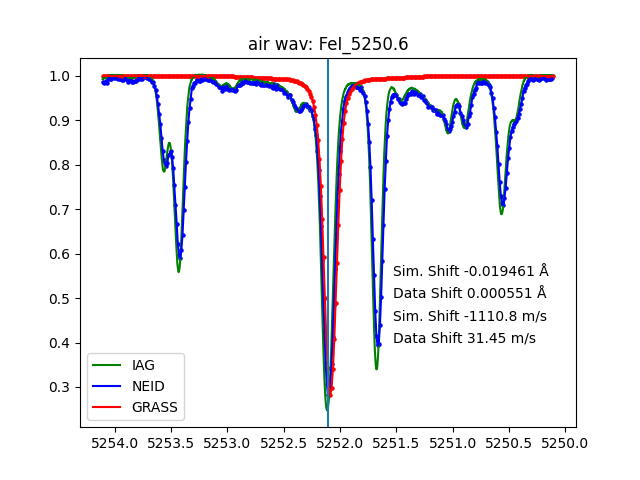 air wav: FeI_5250.6
1.0
0.9
0.8
0.7
0.6
0.5
0.4
0.3
Sim. Shift -0.019461 Å
Data Shift 0.000551 Å
Sim. Shift -1110.8 m/s
Data Shift 31.45 m/s
IAG
NEID
GRASS
5254.0 5253.5 5253.0 5252.5 5252.0 5251.5 5251.0 5250.5 5250.0